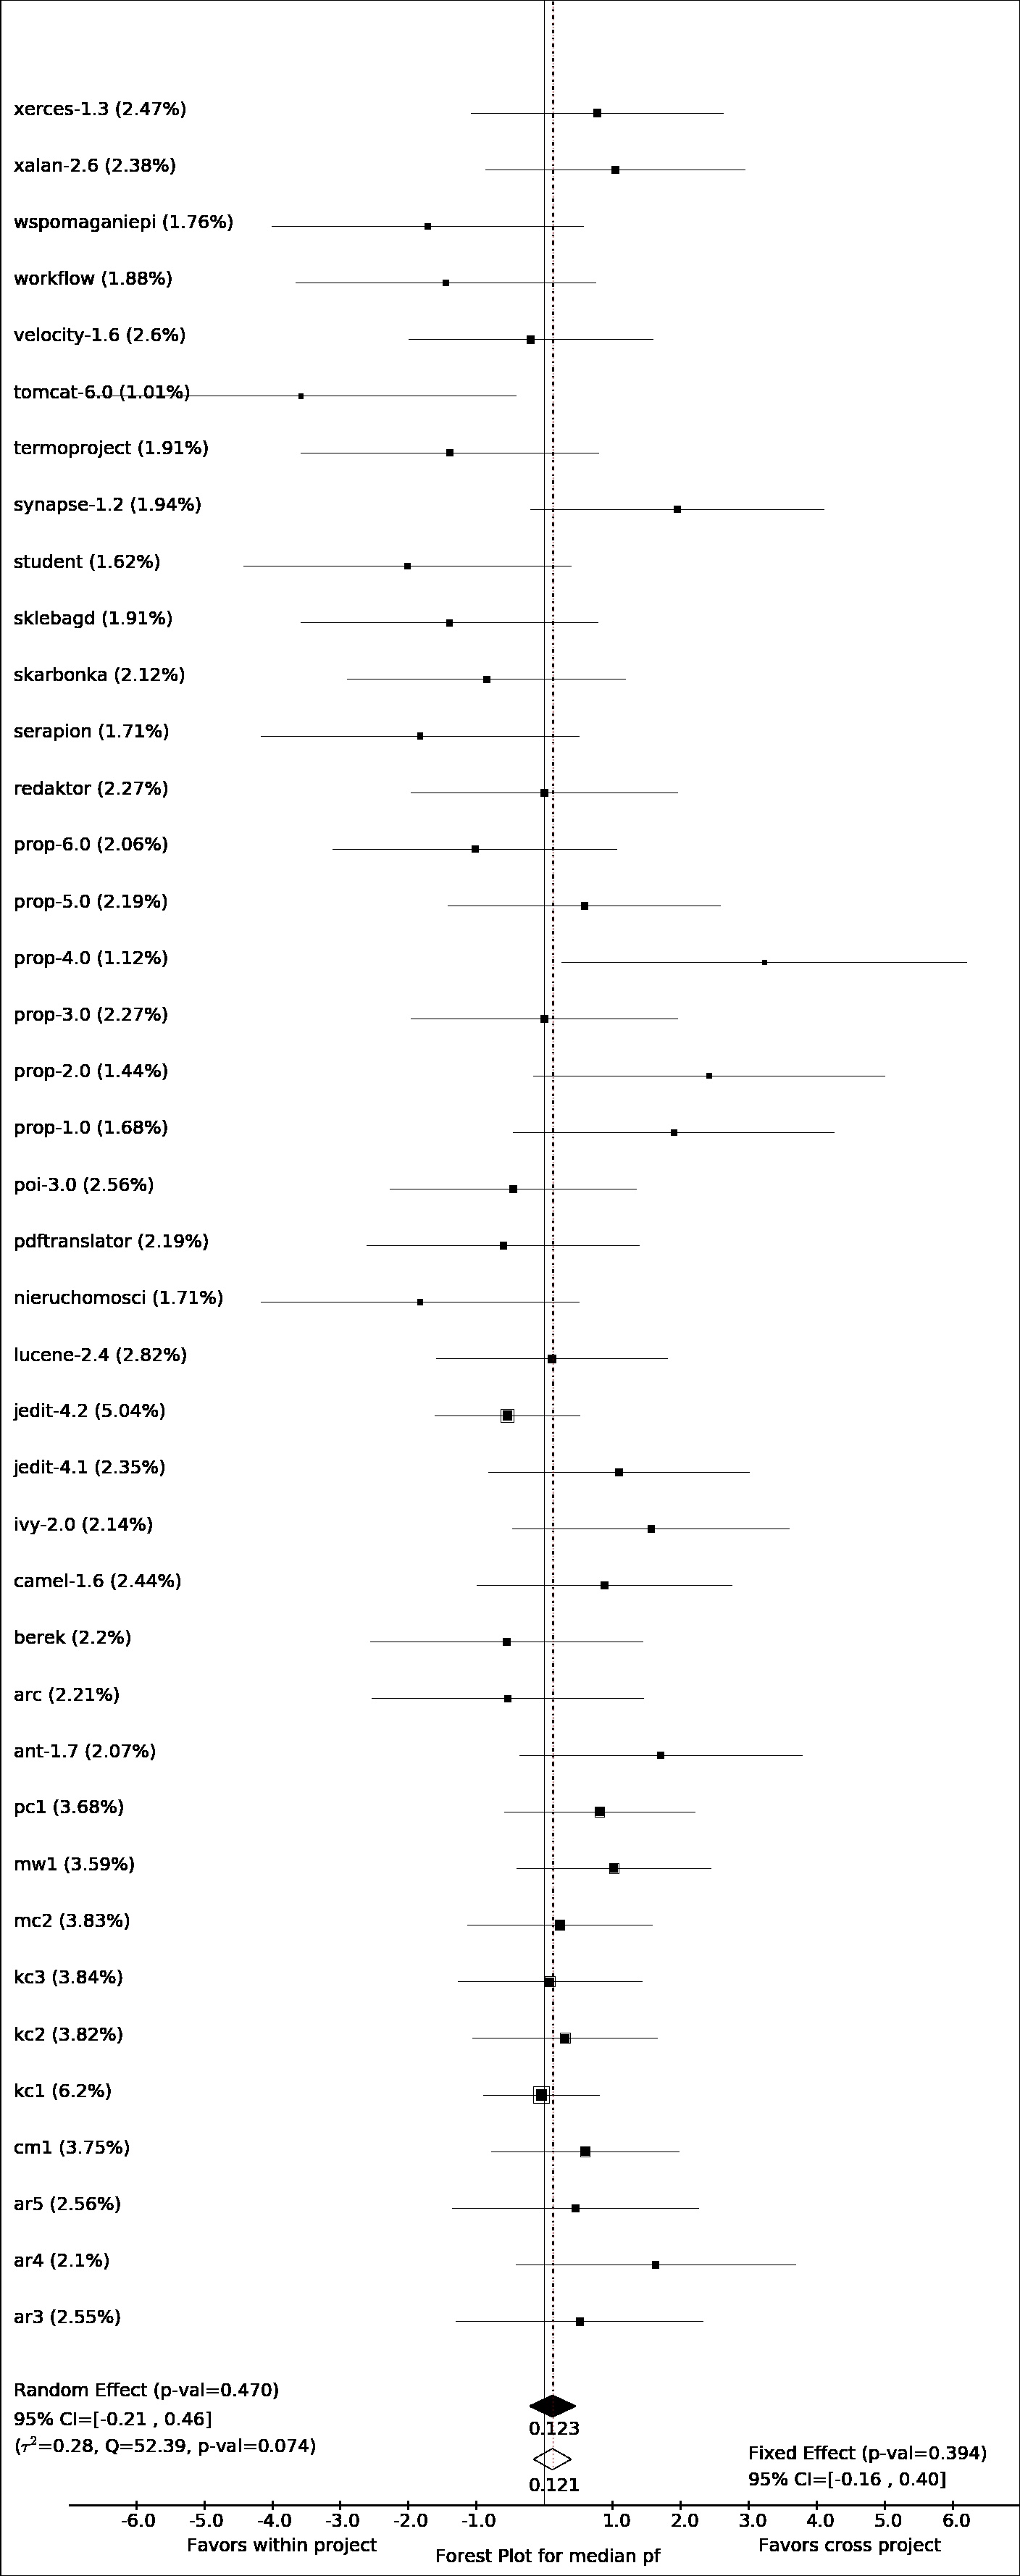 xerces-1.3 (2.47%)
xalan-2.6 (2.38%)
wspomaganiepi (1.76%)
workflow (1.88%)
velocity-1.6 (2.6%)
tomcat-6.0 (1.01%)
termoproject (1.91%)
synapse-1.2 (1.94%)
student (1.62%)
sklebagd (1.91%)
skarbonka (2.12%)
serapion (1.71%)
redaktor (2.27%)
prop-6.0 (2.06%)
prop-5.0 (2.19%)
prop-4.0 (1.12%)
prop-3.0 (2.27%)
prop-2.0 (1.44%)
prop-1.0 (1.68%)
poi-3.0 (2.56%)
pdftranslator (2.19%)
nieruchomosci (1.71%)
lucene-2.4 (2.82%)
jedit-4.2 (5.04%)
jedit-4.1 (2.35%)
ivy-2.0 (2.14%)
camel-1.6 (2.44%)
berek (2.2%)
arc (2.21%)
ant-1.7 (2.07%)
pc1 (3.68%)
mw1 (3.59%)
mc2 (3.83%)
kc3 (3.84%)
kc2 (3.82%)
kc1 (6.2%)
cm1 (3.75%)
ar5 (2.56%)
ar4 (2.1%)
ar3 (2.55%)
Random Effect (p-val=0.470)
95% CI=[-0.21 , 0.46]
(τ²=0.28, Q=52.39, p-val=0.074)
0.123
0.121
Fixed Effect (p-val=0.394)
95% CI=[-0.16 , 0.40]
-6.0 -5.0 -4.0 -3.0 -2.0 -1.0 1.0 2.0 3.0 4.0 5.0 6.0
Favors within project Favors cross project
Forest Plot for median pf